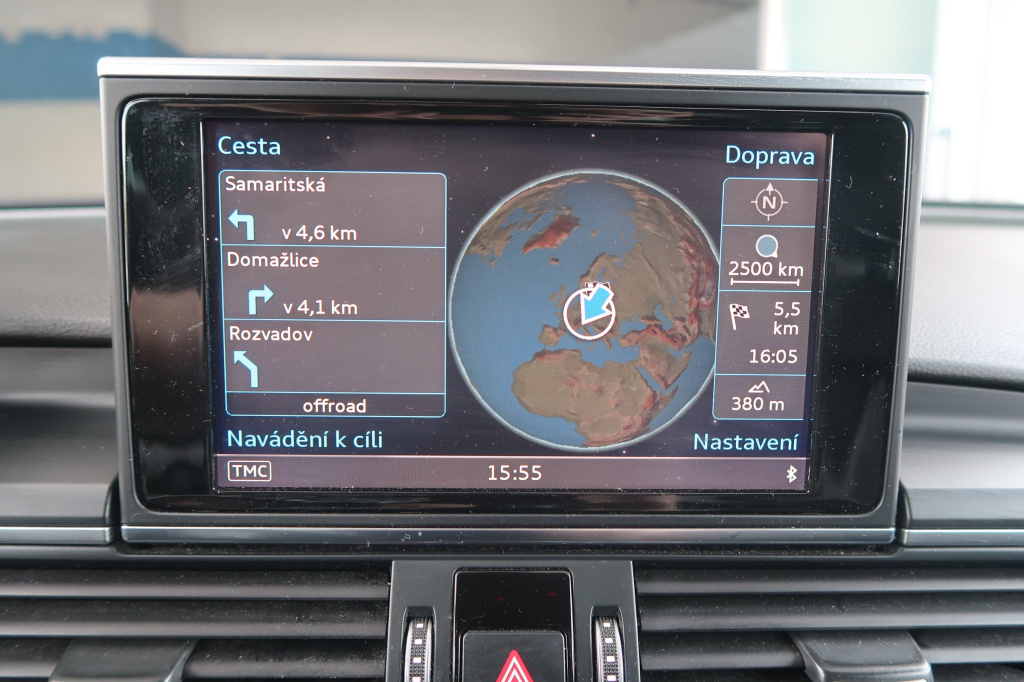 Cesta
Samaritská
v 4,6 km
Domažlice
v 4,1 km
Rozvadov
offroad
Navádění k cíli
Doprava
N
2500 km
5,5
km
16:05
380 m
Nastavení
TMC
15:55